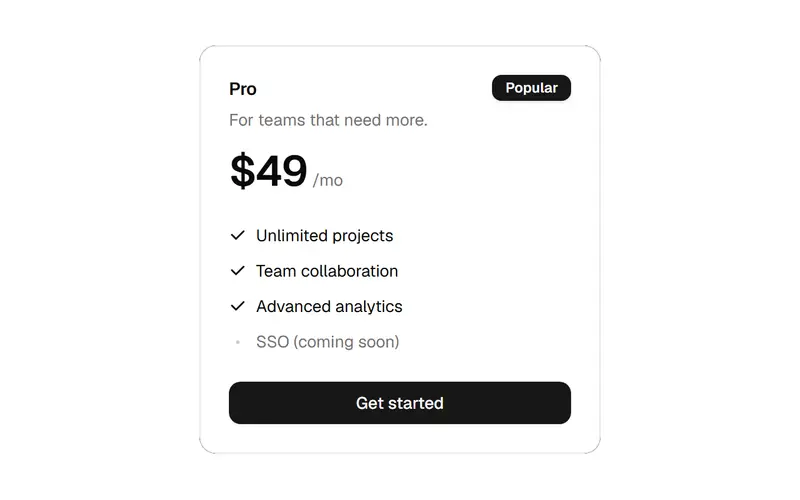 Pro
Popular
For teams that need more.
$49 /mo
Unlimited projects
Team collaboration
Advanced analytics
SSO (coming soon)
Get started